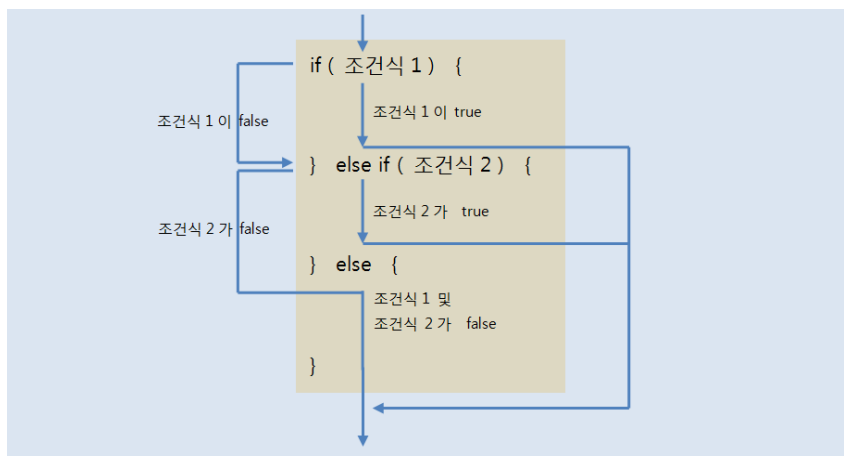 if ( 조건식 1 ) {
조건식 1 이 false
조건식 1 이 true
} else if ( 조건식 2 ) {
조건식 2 가 true
조건식 2 가 false
} else {
조건식 1 및
조건식 2 가 false
}